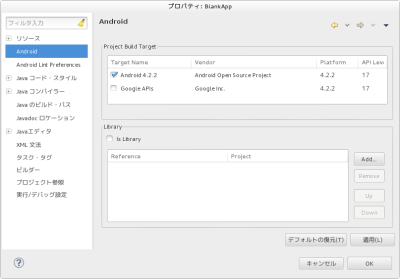 プロパティ: BlankApp
フィルタ入力
リソース
Android
Android Lint Preferences
Java コード・スタイル
Java コンパイラー
Java のビルド・パス
Javadoc ロケーション
Javaエディタ
XML 文法
タスク・タグ
ビルダー
プロジェクト参照
実行/デバッグ設定
Android
Project Build Target
Target Name Vendor Platform API Lev
Android 4.2.2 Android Open Source Project 4.2.2 17
Google APIs Google Inc. 4.2.2 17
Library
Is Library
Reference Project
Add...
Remove
Up
Down
デフォルトの復元(T) 適用(L)
キャンセル OK